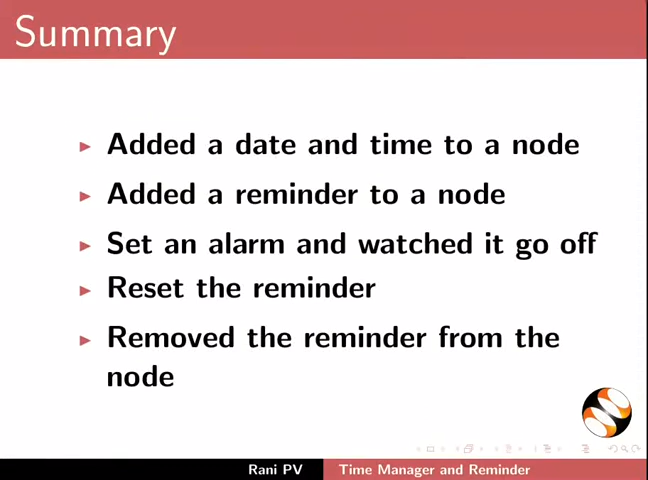 Summary
Added a date and time to a node
Added a reminder to a node
Set an alarm and watched it go off
Reset the reminder
Removed the reminder from the
node
Rani PV
Time Manager and Reminder